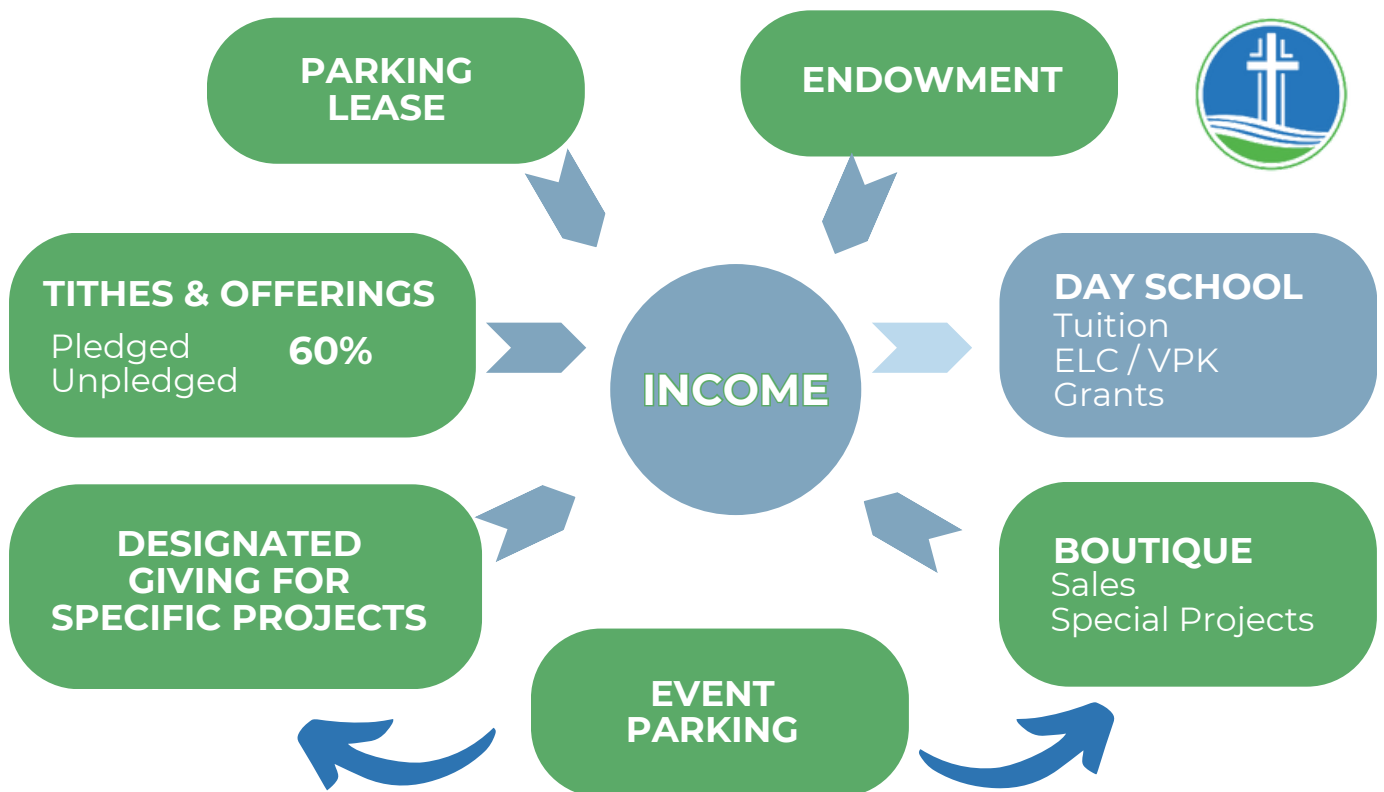 PARKING
LEASE
ENDOWMENT
TITHES & OFFERINGS
Pledged
60%
Unpledged
INCOME
DAY SCHOOL
Tuition
ELC / VPK
Grants
DESIGNATED
GIVING FOR
SPECIFIC PROJECTS
BOUTIQUE
Sales
Special Projects
EVENT
PARKING